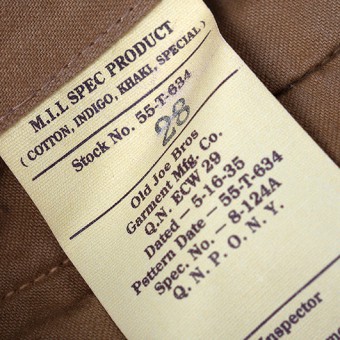 M.I.L SPEC PRODUCT
( COTTON, INDIGO, KHAKI, SPECIAL )
Stock No. 55-T-634
28
Old Joe Bros
Garment Mfg. Co.
Q.N. ECW 29
Dated - 5-16-35
Psttern Date - 55-T-634
Spec. No. - 8-124A
Q. N. P. O. N. Y.
Inspector